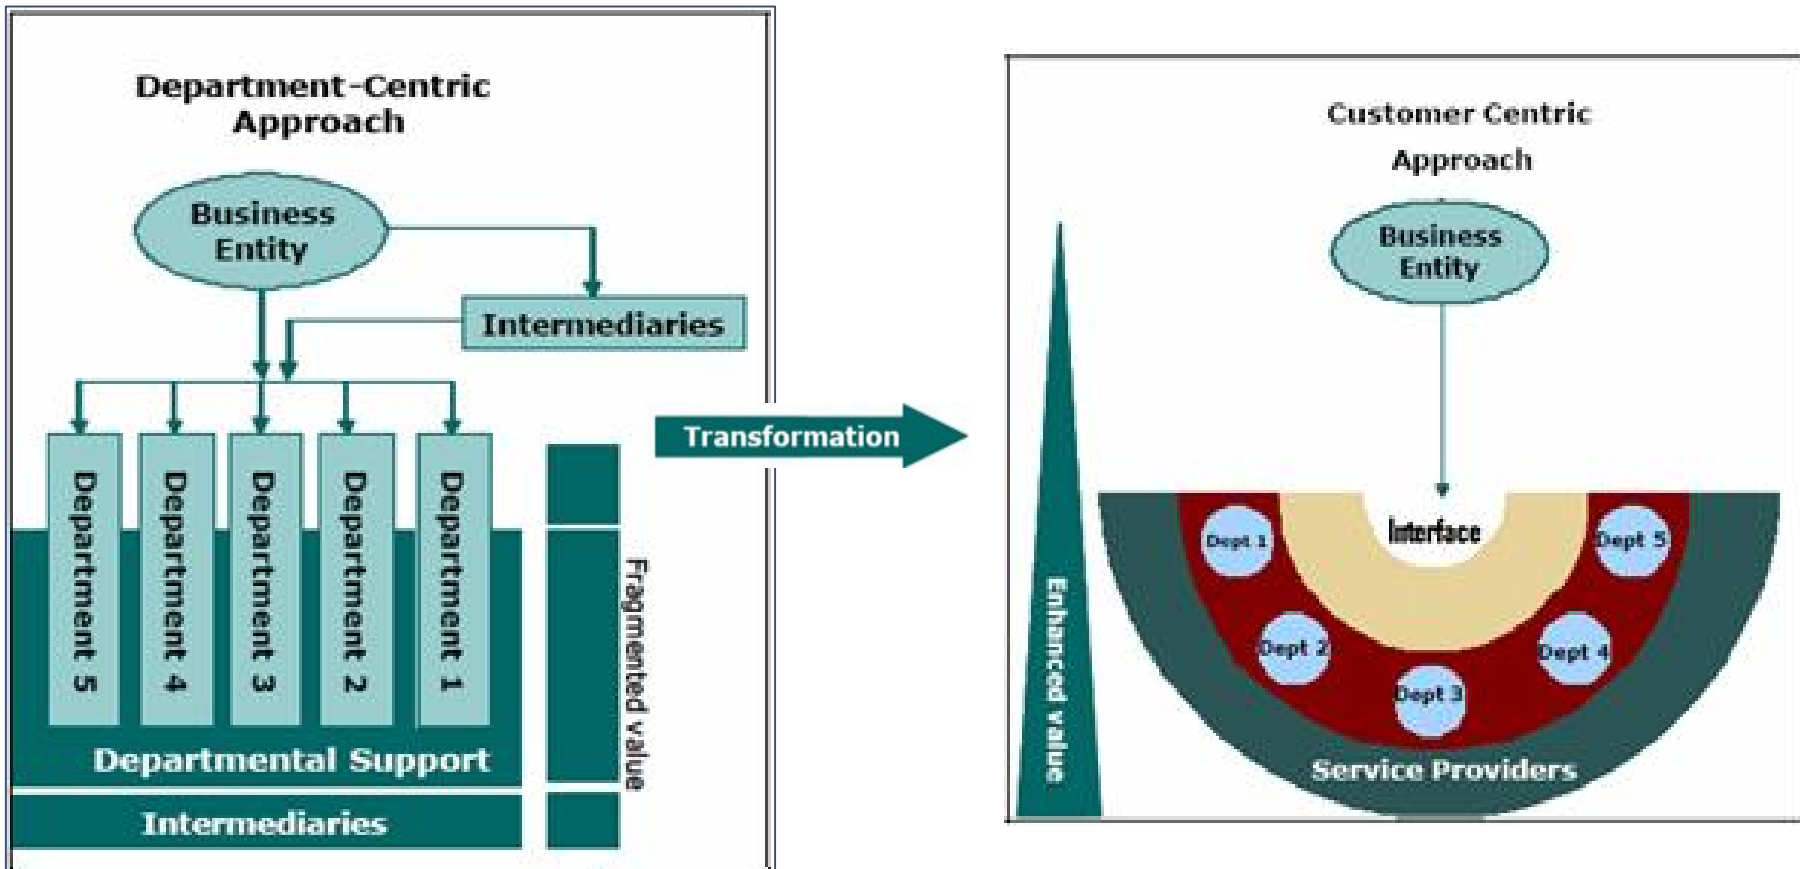 Department-Centric
Approach
Business
Entity
Intermediaries
Department 5
Department 4
Department 3
Department 2
Department 1
Departmental Support
Intermediaries
Fragmented value
Transformation
Customer Centric
Approach
Business
Entity
Interface
Dept 1
Dept 2
Dept 3
Dept 4
Dept 5
Service Providers
Enhanced value